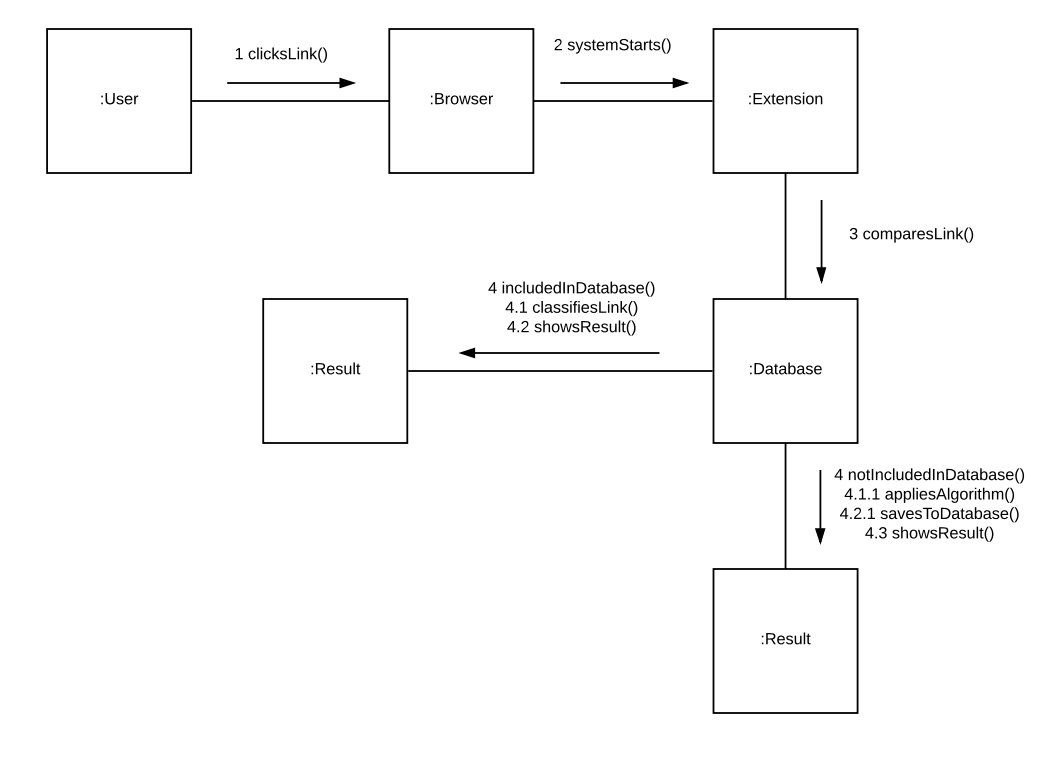 1 clicksLink()
2 systemStarts()
:User
:Browser
:Extension
3 comparesLink()
4 includedInDatabase()
4.1 classifiesLink()
4.2 showsResult()
:Result
:Database
4 notIncludedInDatabase()
4.1.1 appliesAlgorithm()
4.2.1 savesToDatabase()
4.3 showsResult()
:Result